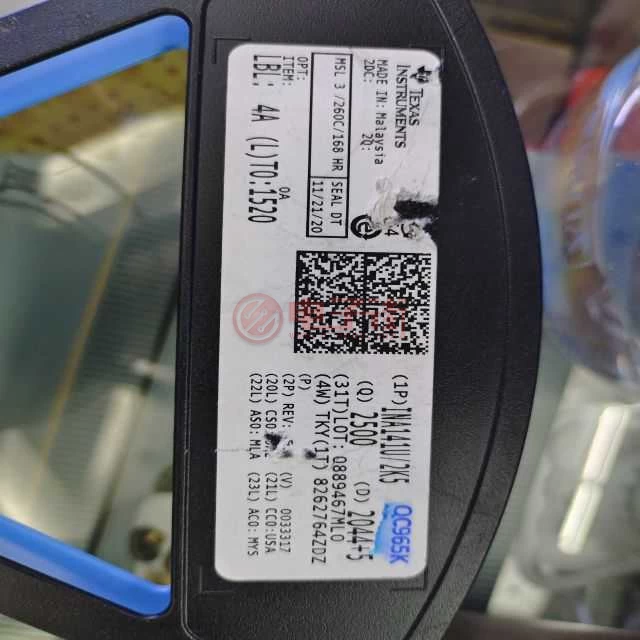 TEXAS
INSTRUMENTS
MADE IN: Malaysia
2DC: 2Q:
MSL 3 /260C/168 HR SEAL DT
11/21/20
OPT:
ITEM:
LBL: 4A (L)TO:1520
0A
(1P) INA141U/2K5
(Q) 2500 (D) 2044+5
QC965K
(31T)LOT: 0889467ML0
(4W) TKY(1T) 8262764ZDZ
(P)
(2P) REV: (V) 0033317
(20L) CSO: (21L) CCO:USA
(22L) ASO: MLA (23L) ACO: MYS